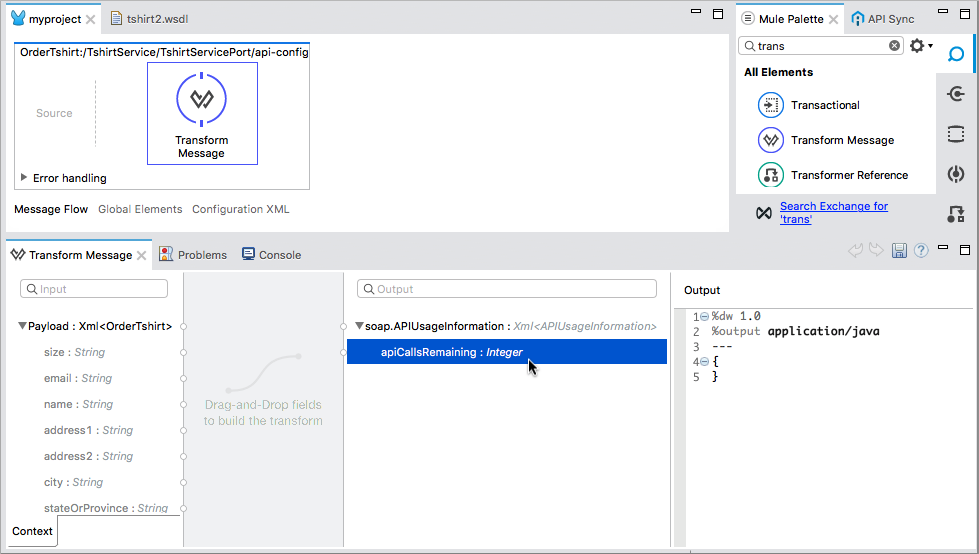 myproject
tshirt2.wsdl
OrderTshirt:/TshirtService/TshirtServicePort/api-config
Source
Transform
Message
Error handling
Message Flow Global Elements Configuration XML
Mule Palette
API Sync
trans
All Elements
Transactional
Transform Message
Transformer Reference
Search Exchange for
'trans'
Transform Message
Problems
Console
Input
Payload : Xml<OrderTshirt>
size : String
email : String
name : String
address1 : String
address2 : String
city : String
stateOrProvince : String
Context
Drag-and-Drop fields
to build the transform
Output
soap.APIUsageInformation : Xml<APIUsageInformation>
apiCallsRemaining : Integer
Output
1 %dw 1.0
2 %output application/java
3 ---
4 {
5 }